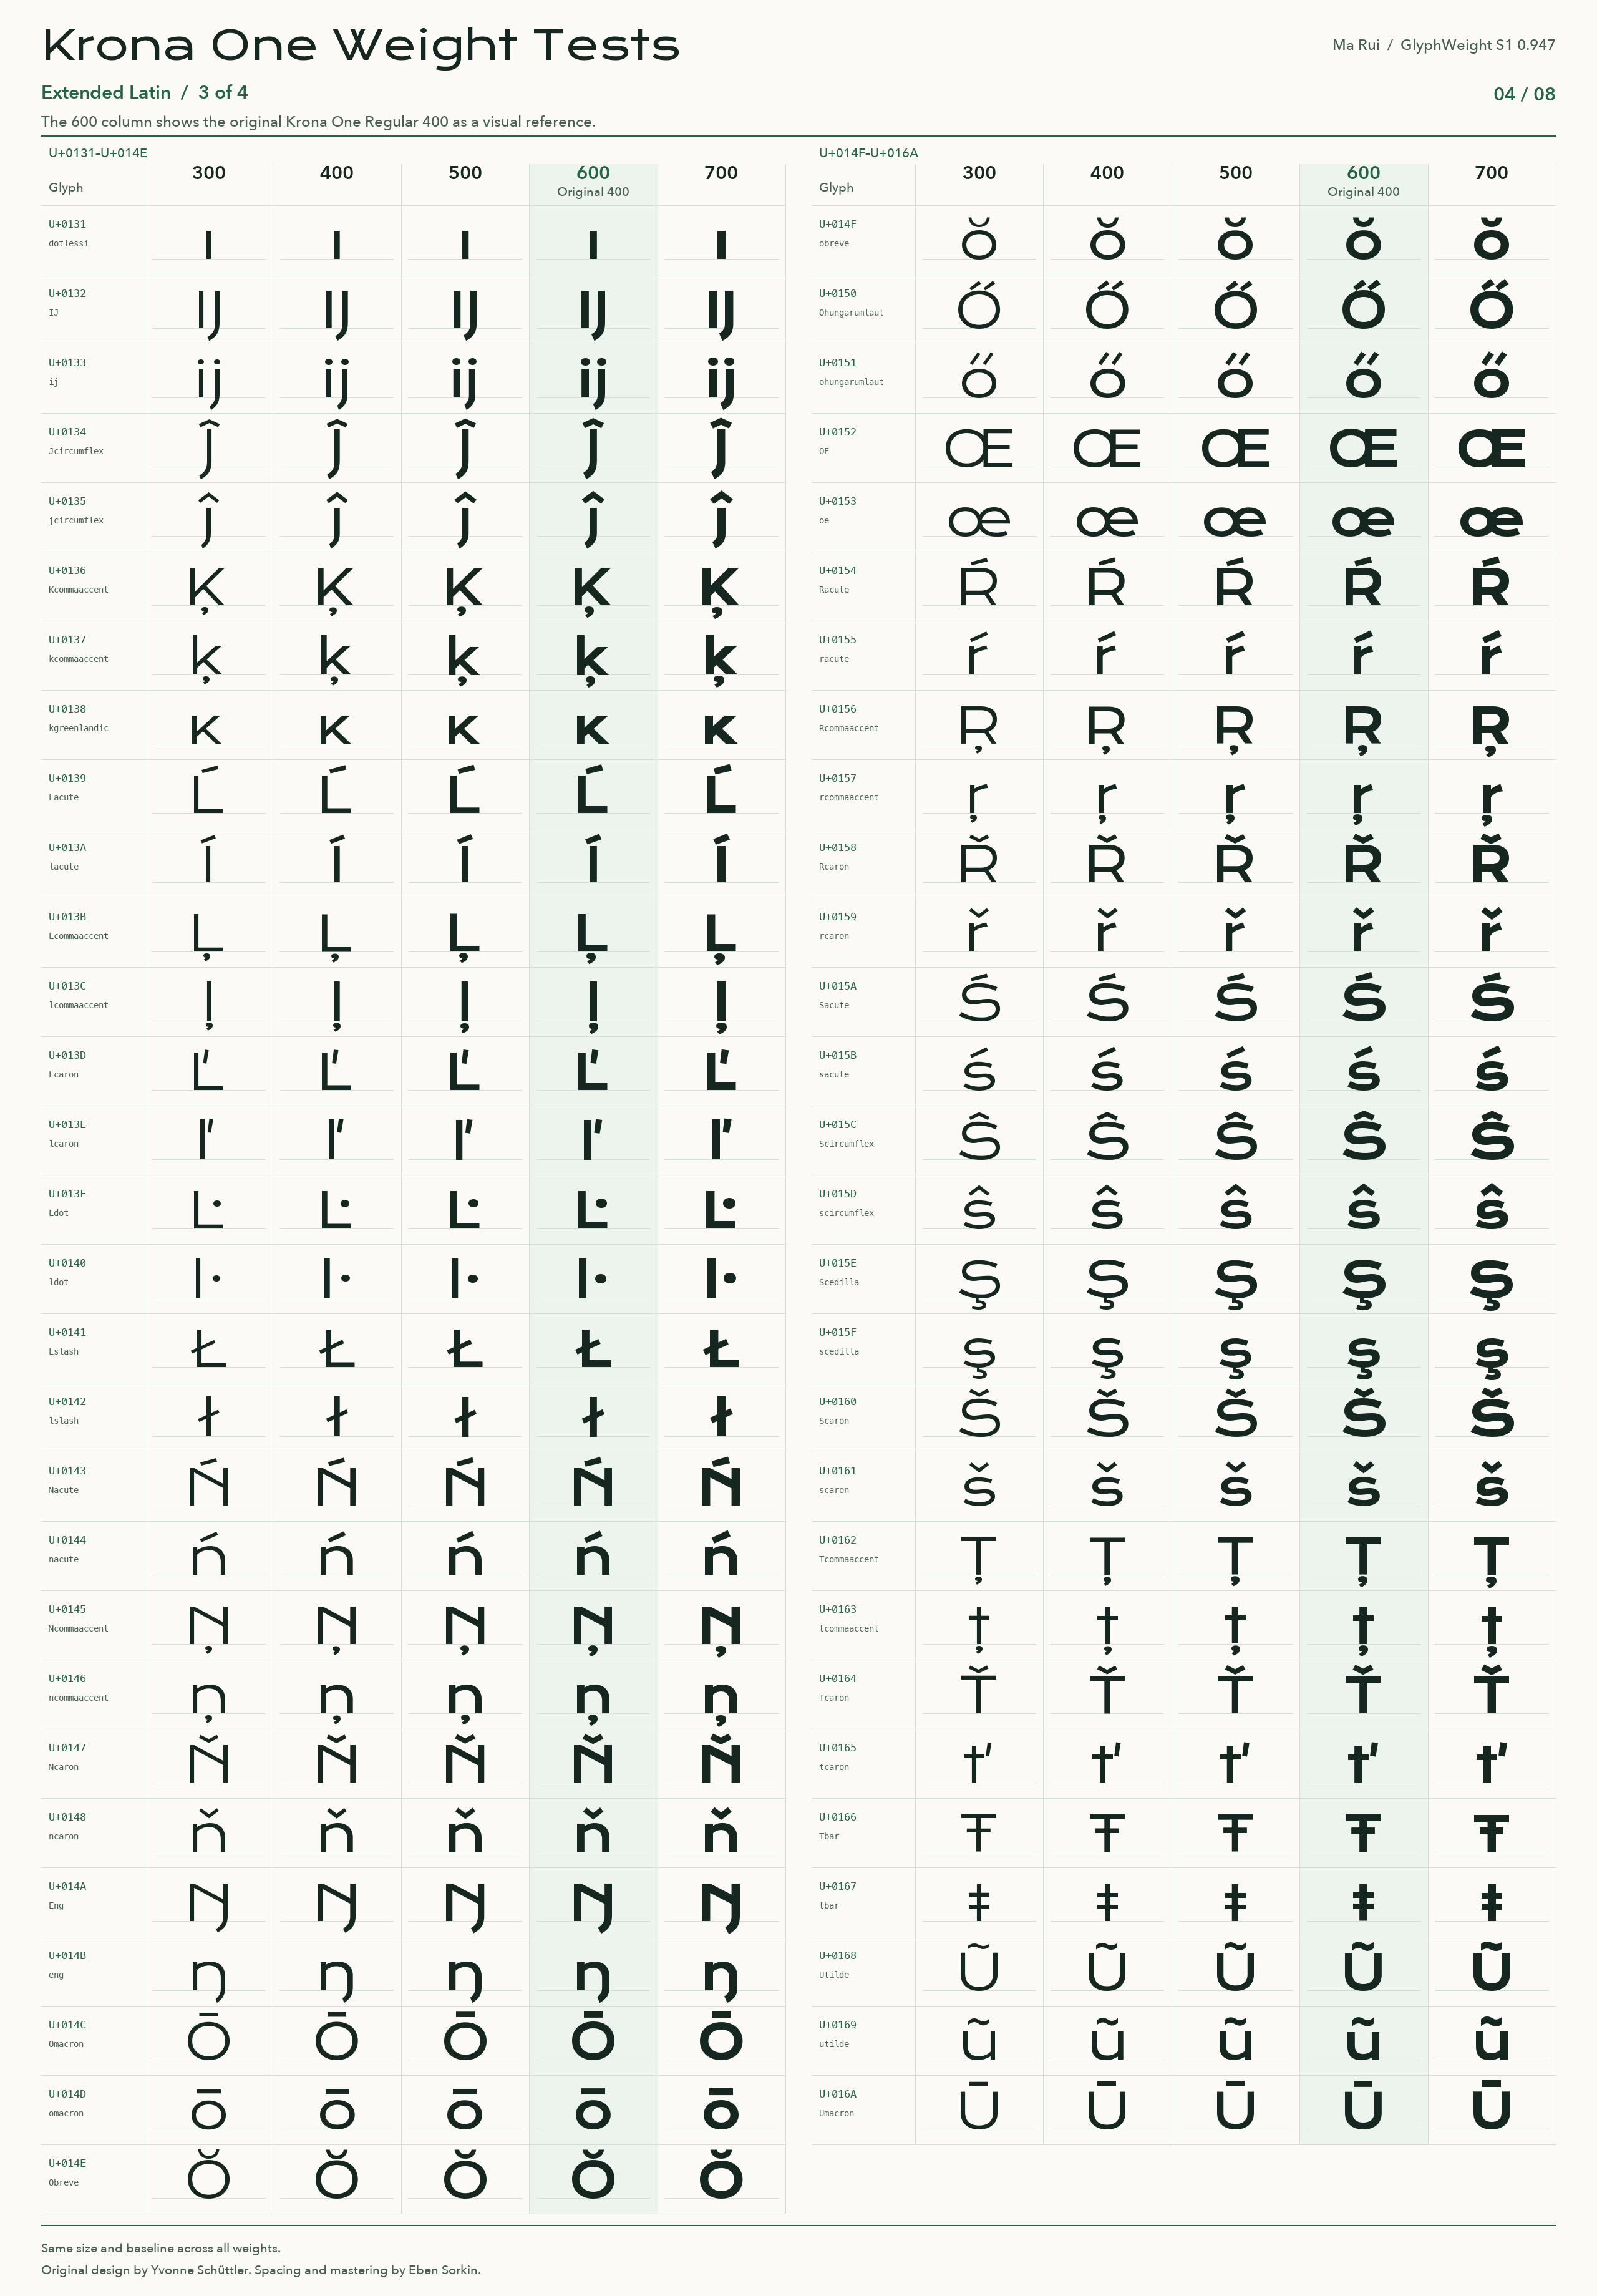 Krona One Weight Tests
Ma Rui / GlyphWeight S1 0.947
Extended Latin / 3 of 4
04 / 08
The 600 column shows the original Krona One Regular 400 as a visual reference.
U+0131–U+014E
Glyph 300 400 500 600 Original 400 700
U+0131 dotlessi ı ı ı ı ı
U+0132 IJ IJ IJ IJ IJ IJ
U+0133 ij ij ij ij ij ij
U+0134 Jcircumflex Ĵ Ĵ Ĵ Ĵ Ĵ
U+0135 jcircumflex ĵ ĵ ĵ ĵ ĵ
U+0136 Kcommaaccent Ķ Ķ Ķ Ķ Ķ
U+0137 kcommaaccent ķ ķ ķ ķ ķ
U+0138 kgreenlandic ĸ ĸ ĸ ĸ ĸ
U+0139 Lacute Ĺ Ĺ Ĺ Ĺ Ĺ
U+013A lacute ĺ ĺ ĺ ĺ ĺ
U+013B Lcommaaccent Ļ Ļ Ļ Ļ Ļ
U+013C lcommaaccent ļ ļ ļ ļ ļ
U+013D Lcaron Ľ Ľ Ľ Ľ Ľ
U+013E lcaron ľ ľ ľ ľ ľ
U+013F Ldot Ŀ Ŀ Ŀ Ŀ Ŀ
U+0140 ldot ŀ ŀ ŀ ŀ ŀ
U+0141 Lslash Ł Ł Ł Ł Ł
U+0142 lslash ł ł ł ł ł
U+0143 Nacute Ń Ń Ń Ń Ń
U+0144 nacute ń ń ń ń ń
U+0145 Ncommaaccent Ņ Ņ Ņ Ņ Ņ
U+0146 ncommaaccent ņ ņ ņ ņ ņ
U+0147 Ncaron Ň Ň Ň Ň Ň
U+0148 ncaron ň ň ň ň ň
U+014A Eng Ŋ Ŋ Ŋ Ŋ Ŋ
U+014B eng ŋ ŋ ŋ ŋ ŋ
U+014C Omacron Ō Ō Ō Ō Ō
U+014D omacron ō ō ō ō ō
U+014E Obreve Ŏ Ŏ Ŏ Ŏ Ŏ
U+014F–U+016A
Glyph 300 400 500 600 Original 400 700
U+014F obreve ŏ ŏ ŏ ŏ ŏ
U+0150 Ohungarumlaut Ő Ő Ő Ő Ő
U+0151 ohungarumlaut ő ő ő ő ő
U+0152 OE Œ Œ Œ Œ Œ
U+0153 oe œ œ œ œ œ
U+0154 Racute Ŕ Ŕ Ŕ Ŕ Ŕ
U+0155 racute ŕ ŕ ŕ ŕ ŕ
U+0156 Rcommaaccent Ŗ Ŗ Ŗ Ŗ Ŗ
U+0157 rcommaaccent ŗ ŗ ŗ ŗ ŗ
U+0158 Rcaron Ř Ř Ř Ř Ř
U+0159 rcaron ř ř ř ř ř
U+015A Sacute Ś Ś Ś Ś Ś
U+015B sacute ś ś ś ś ś
U+015C Scircumflex Ŝ Ŝ Ŝ Ŝ Ŝ
U+015D scircumflex ŝ ŝ ŝ ŝ ŝ
U+015E Scedilla Ş Ş Ş Ş Ş
U+015F scedilla ş ş ş ş ş
U+0160 Scaron Š Š Š Š Š
U+0161 scaron š š š š š
U+0162 Tcommaaccent Ţ Ţ Ţ Ţ Ţ
U+0163 tcommaaccent ţ ţ ţ ţ ţ
U+0164 Tcaron Ť Ť Ť Ť Ť
U+0165 tcaron ť ť ť ť ť
U+0166 Tbar Ŧ Ŧ Ŧ Ŧ Ŧ
U+0167 tbar ŧ ŧ ŧ ŧ ŧ
U+0168 Utilde Ũ Ũ Ũ Ũ Ũ
U+0169 utilde ũ ũ ũ ũ ũ
U+016A Umacron Ū Ū Ū Ū Ū
Same size and baseline across all weights.
Original design by Yvonne Schüttler. Spacing and mastering by Eben Sorkin.